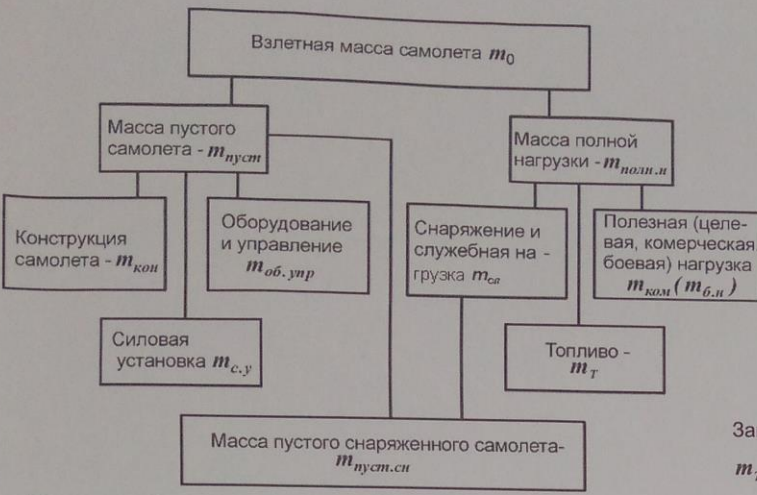 Взлетная масса самолета m₀
Масса пустого
самолета - mпуст
Масса полной
нагрузки - mполн.н
Конструкция
самолета - mкон
Оборудование
и управление
mоб.упр
Снаряжение и
служебная на -
грузка mсл
Полезная (целе-
вая, комерческая,
боевая) нагрузка
mком (mб.н)
Силовая
установка mс.у
Топливо -
mТ
Масса пустого снаряженного самолета-
mпуст.сн